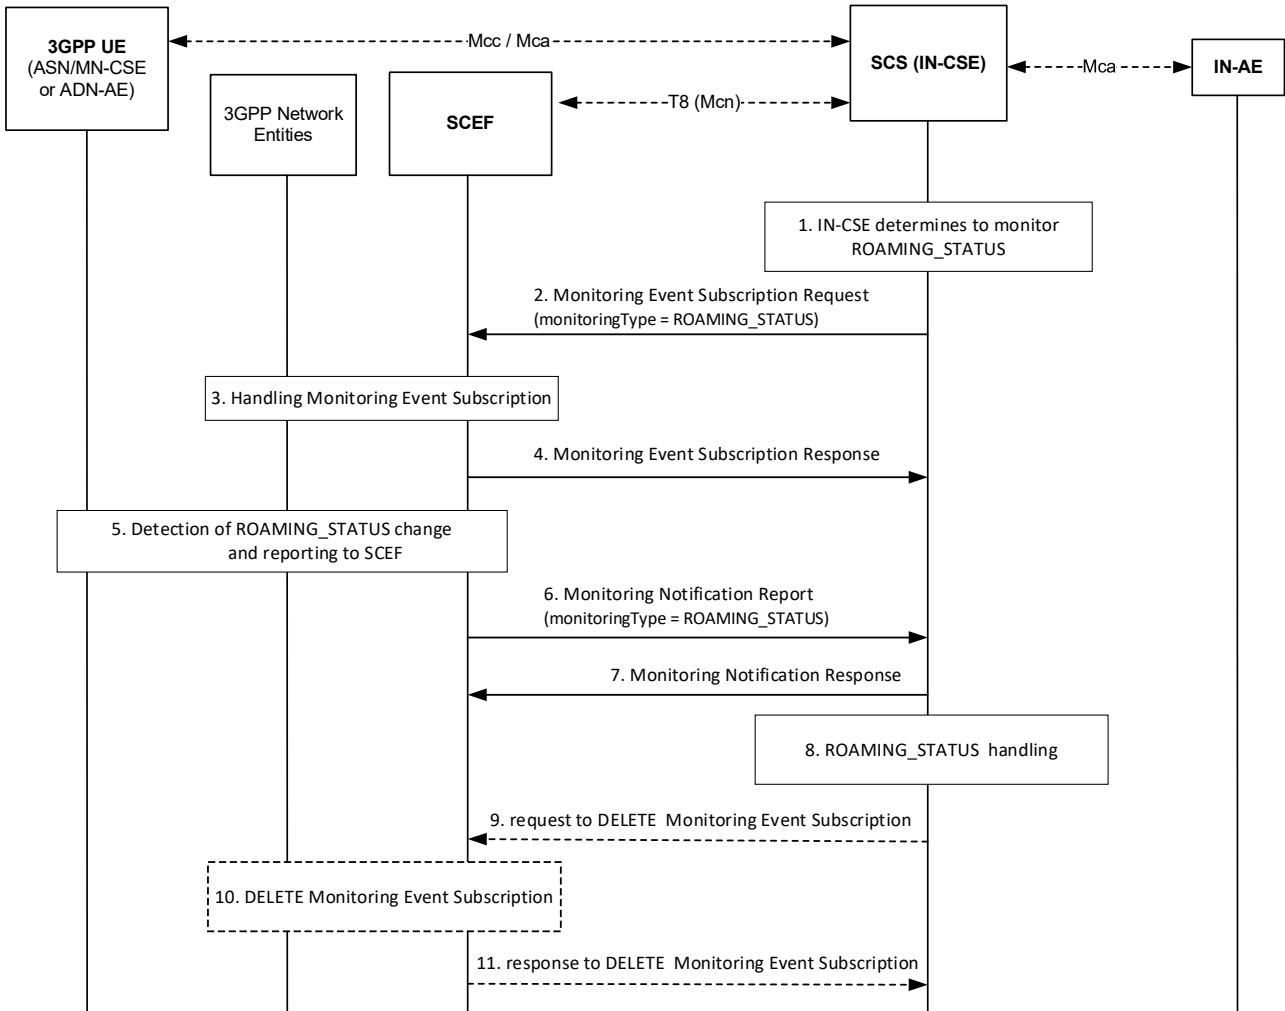 3GPP UE
(ASN/MN-CSE
or ADN-AE)
Mcc / Mca
SCS (IN-CSE)
Mca
IN-AE
3GPP Network
Entities
SCEF
T8 (Mcn)
1. IN-CSE determines to monitor
ROAMING_STATUS
2. Monitoring Event Subscription Request
(monitoringType = ROAMING_STATUS)
3. Handling Monitoring Event Subscription
4. Monitoring Event Subscription Response
5. Detection of ROAMING_STATUS change
and reporting to SCEF
6. Monitoring Notification Report
(monitoringType = ROAMING_STATUS)
7. Monitoring Notification Response
8. ROAMING_STATUS handling
9. request to DELETE Monitoring Event Subscription
10. DELETE Monitoring Event Subscription
11. response to DELETE Monitoring Event Subscription